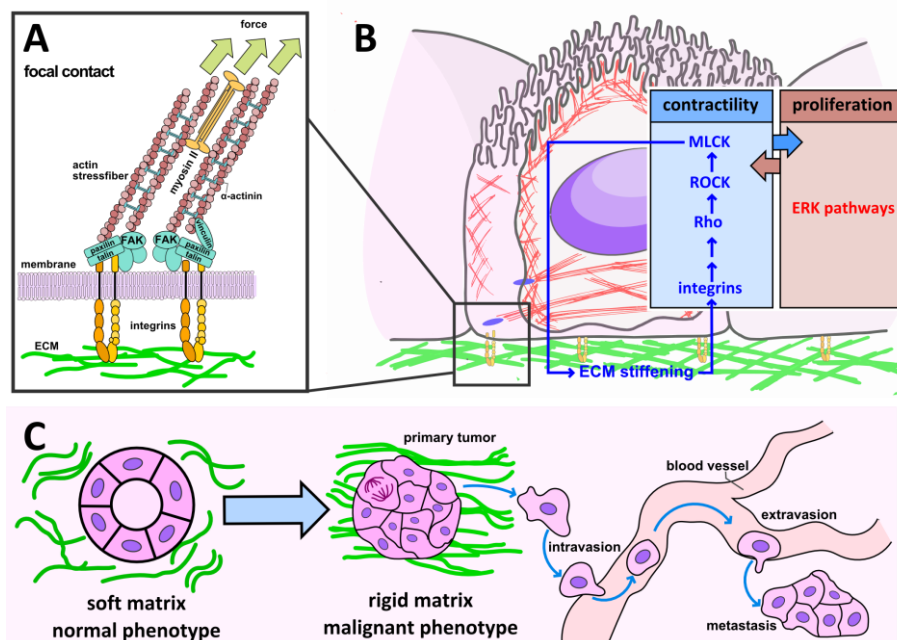 A
focal contact
force
actin
stressfiber
myosin II
α-actinin
vinculin
paxilin
talin
FAK
FAK
paxilin
talin
membrane
integrins
ECM
B
contractility
proliferation
MLCK
ROCK
Rho
integrins
ERK pathways
ECM stiffening
C
primary tumor
blood vessel
intravasion
extravasion
metastasis
soft matrix
normal phenotype
rigid matrix
malignant phenotype